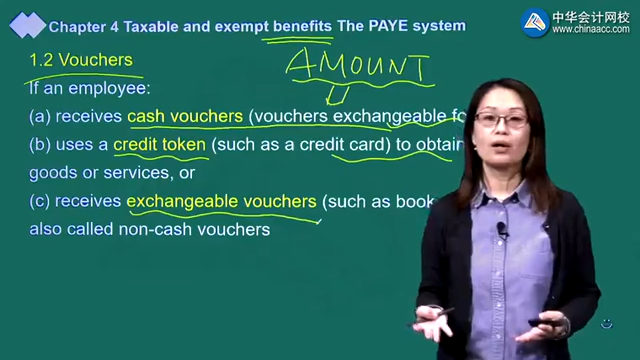 Chapter 4 Taxable and exempt benefits The PAYE system
中华会计网校
www.chinaacc.com
1.2 Vouchers
AMOUNT
If an employee:
(a) receives cash vouchers (vouchers exchangeable
(b) uses a credit token (such as a credit card) to obtain
goods or services, or
(c) receives exchangeable vouchers (such as book
also called non-cash vouchers